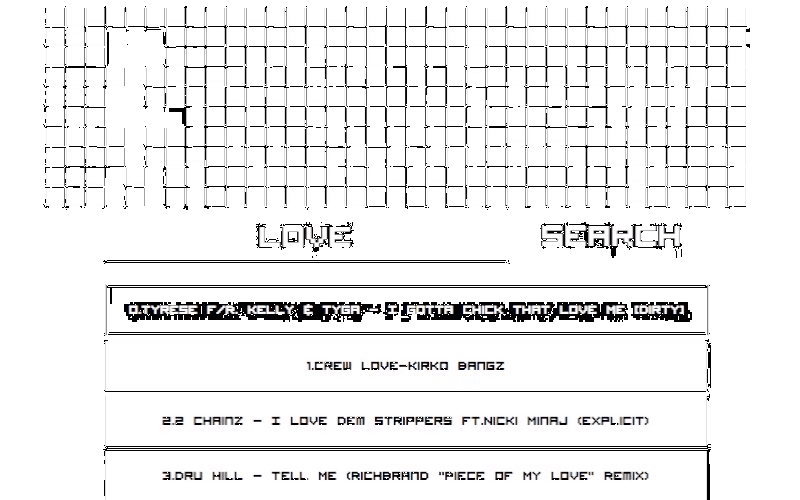 LOVE SEARCH
0.TYRESE F/R. KELLY & TYGA - I GOTTA CHICK THAT LOVE ME (DIRTY)
1.CREW LOVE-KIRKO BANGZ
2.2 CHAINZ - I LOVE DEM STRIPPERS FT.NICKI MINAJ (EXPLICIT)
3.DRU HILL - TELL ME (RICHBRAND "PIECE OF MY LOVE" REMIX)